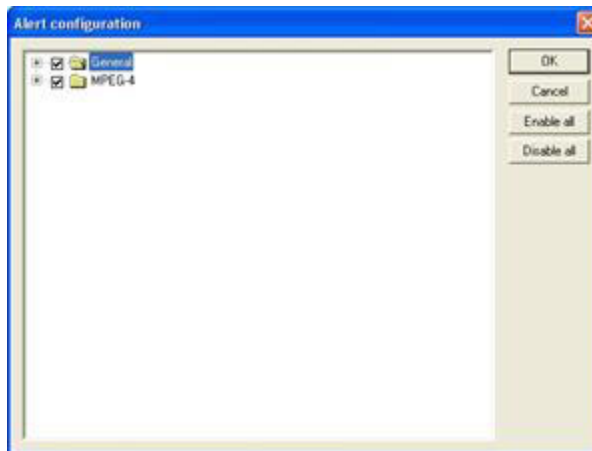 Alert configuration
General
MPEG-4
OK
Cancel
Enable all
Disable all